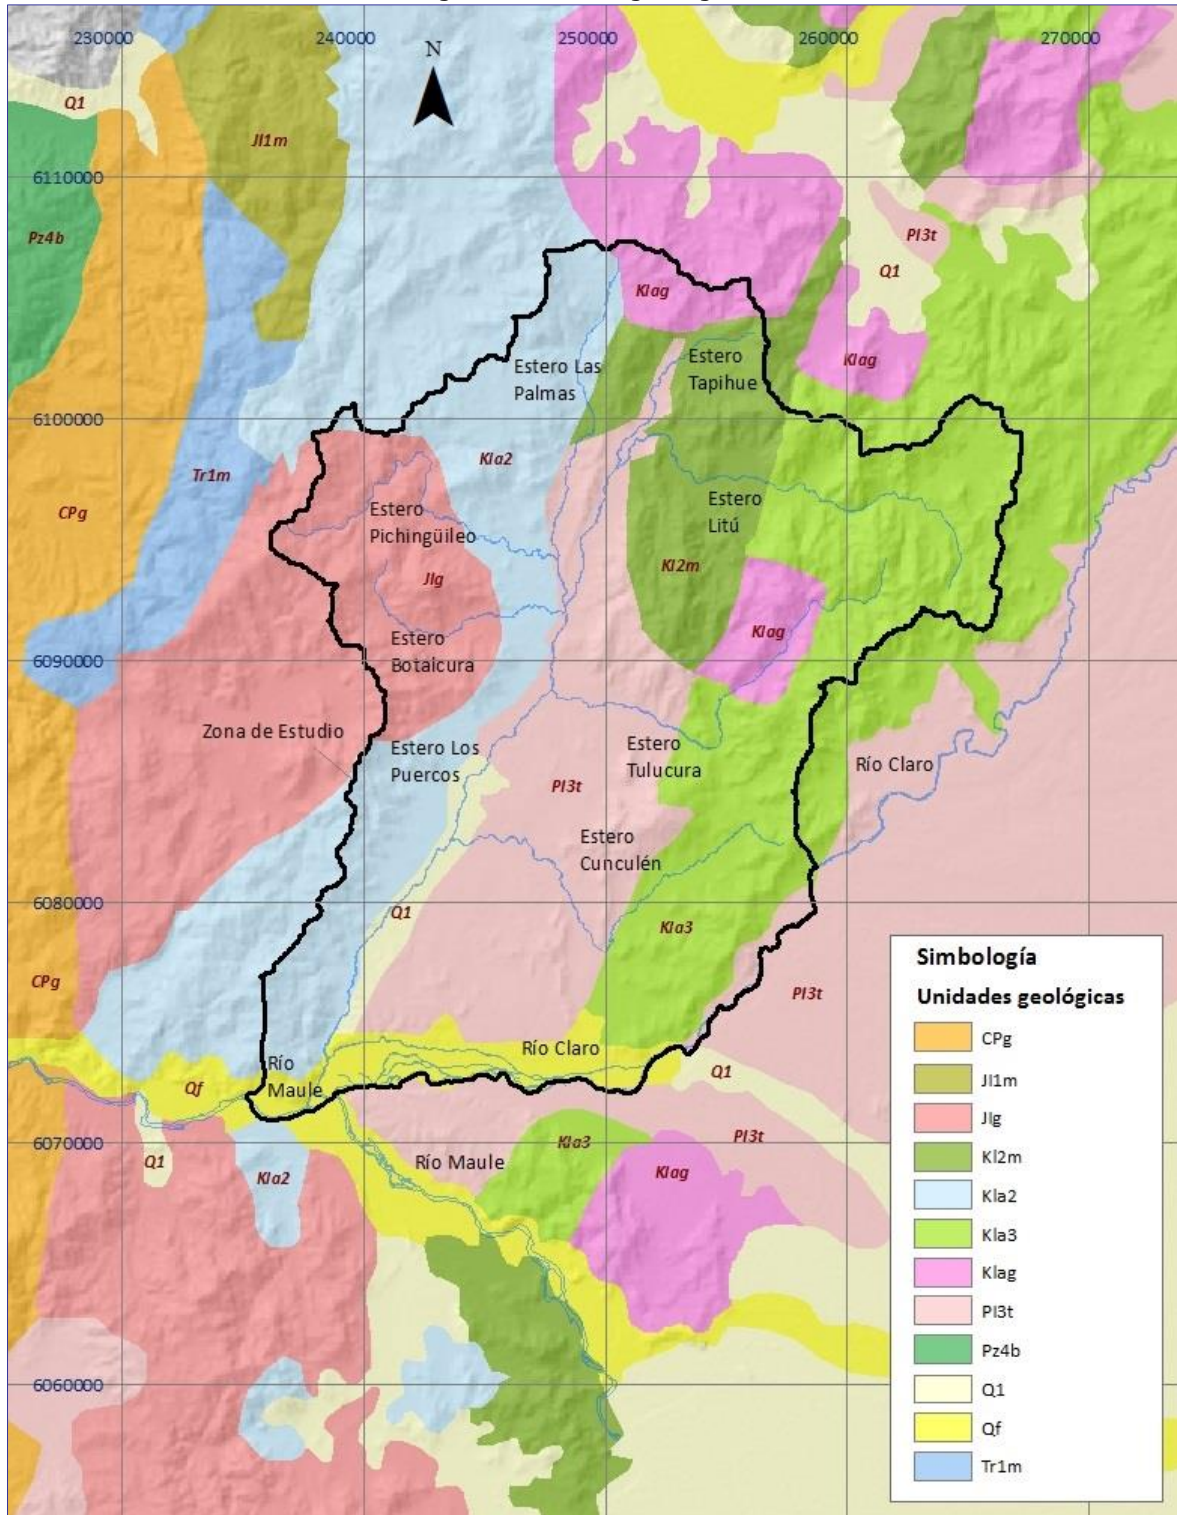 230000
240000
250000
260000
270000
N
Q1
Jl1m
6110000
Pz4b
Pl3t
Q1
Klag
Klag
Estero
Tapihue
Estero Las
Palmas
6100000
Kla2
Tr1m
CPg
Estero
Pichingüileo
Estero
Litú
Kl2m
Jlg
Klag
Estero
Botalcura
6090000
Zona de Estudio
Estero Los
Puercos
Estero
Tulucura
Río Claro
Pl3t
Estero
Cunculén
6080000
Q1
Kla3
CPg
Pl3t
Río Claro
Río
Maule
Qf
Q1
6070000
Kla3
Pl3t
Q1
Kla2
Río Maule
Klag
6060000
Simbología
Unidades geológicas
CPg
Jl1m
Jlg
Kl2m
Kla2
Kla3
Klag
Pl3t
Pz4b
Q1
Qf
Tr1m